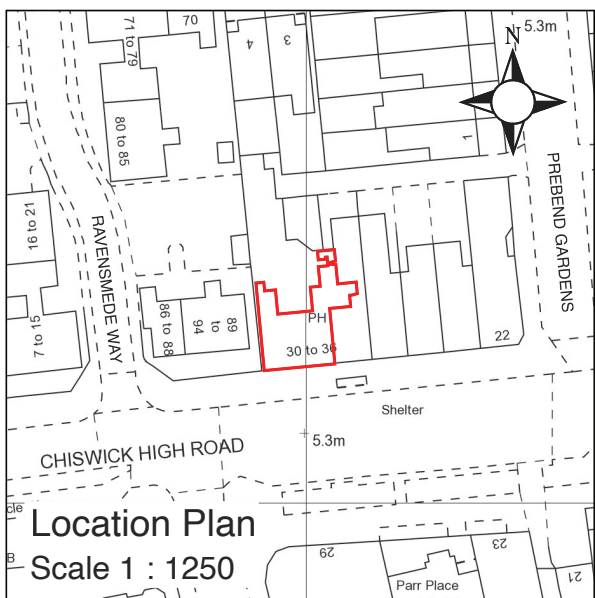 71 to 79
70
4
3
N
5.3m
80 to 85
1
PREBEND GARDENS
16 to 21
RAVENSMEDE WAY
7 to 15
86 to 88
94
to
89
PH
30 to 36
22
Shelter
5.3m
CHISWICK HIGH ROAD
cle
Location Plan
B
Scale 1 : 1250
29
23
21
Parr Place